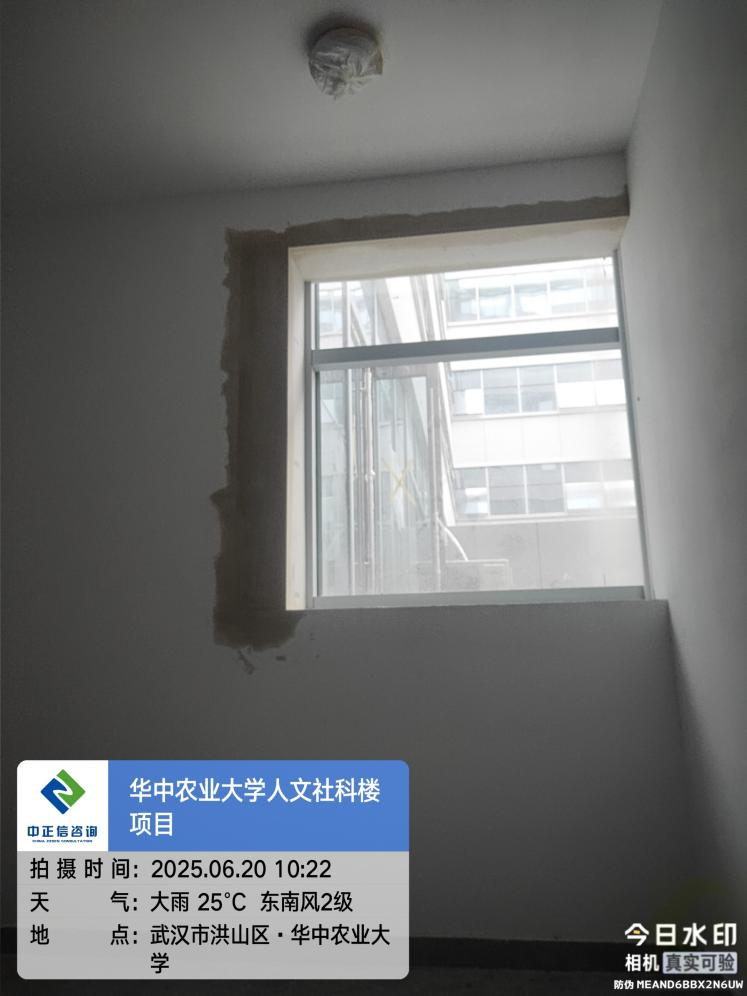 华中农业大学人文社科楼
项目
中正信咨询
CHINA ZEXIN CONSULTATION
拍摄时间：2025.06.20 10:22
天 气：大雨 25℃ 东南风2级
地 点：武汉市洪山区·华中农业大
学
今日水印
相机 真实可验
防伪 MEAND6BBX2N6UW